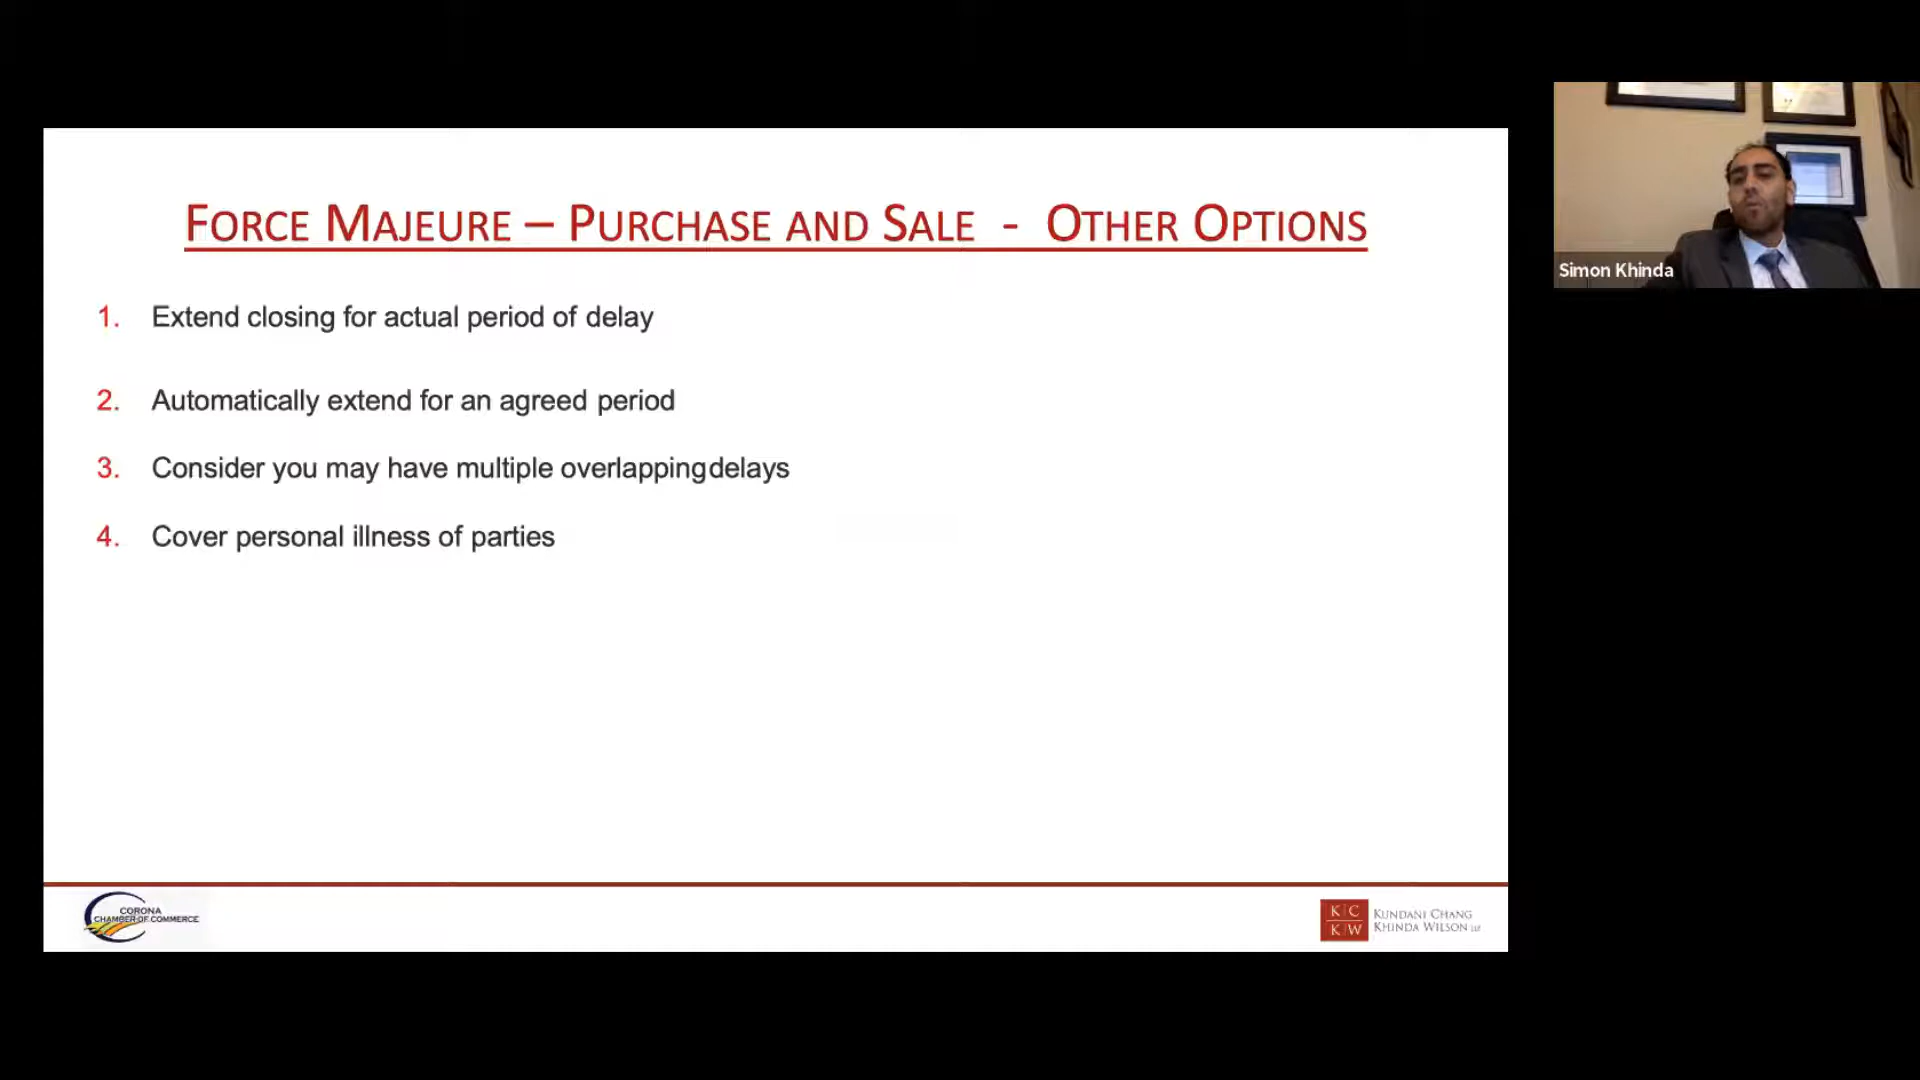 FORCE MAJEURE – PURCHASE AND SALE - OTHER OPTIONS
1. Extend closing for actual period of delay
2. Automatically extend for an agreed period
3. Consider you may have multiple overlappingdelays
4. Cover personal illness of parties
Simon Khinda
CORONA
CHAMBER OF COMMERCE
K C
K W
KUNDANI CHANG
KHINDA WILSON LLP